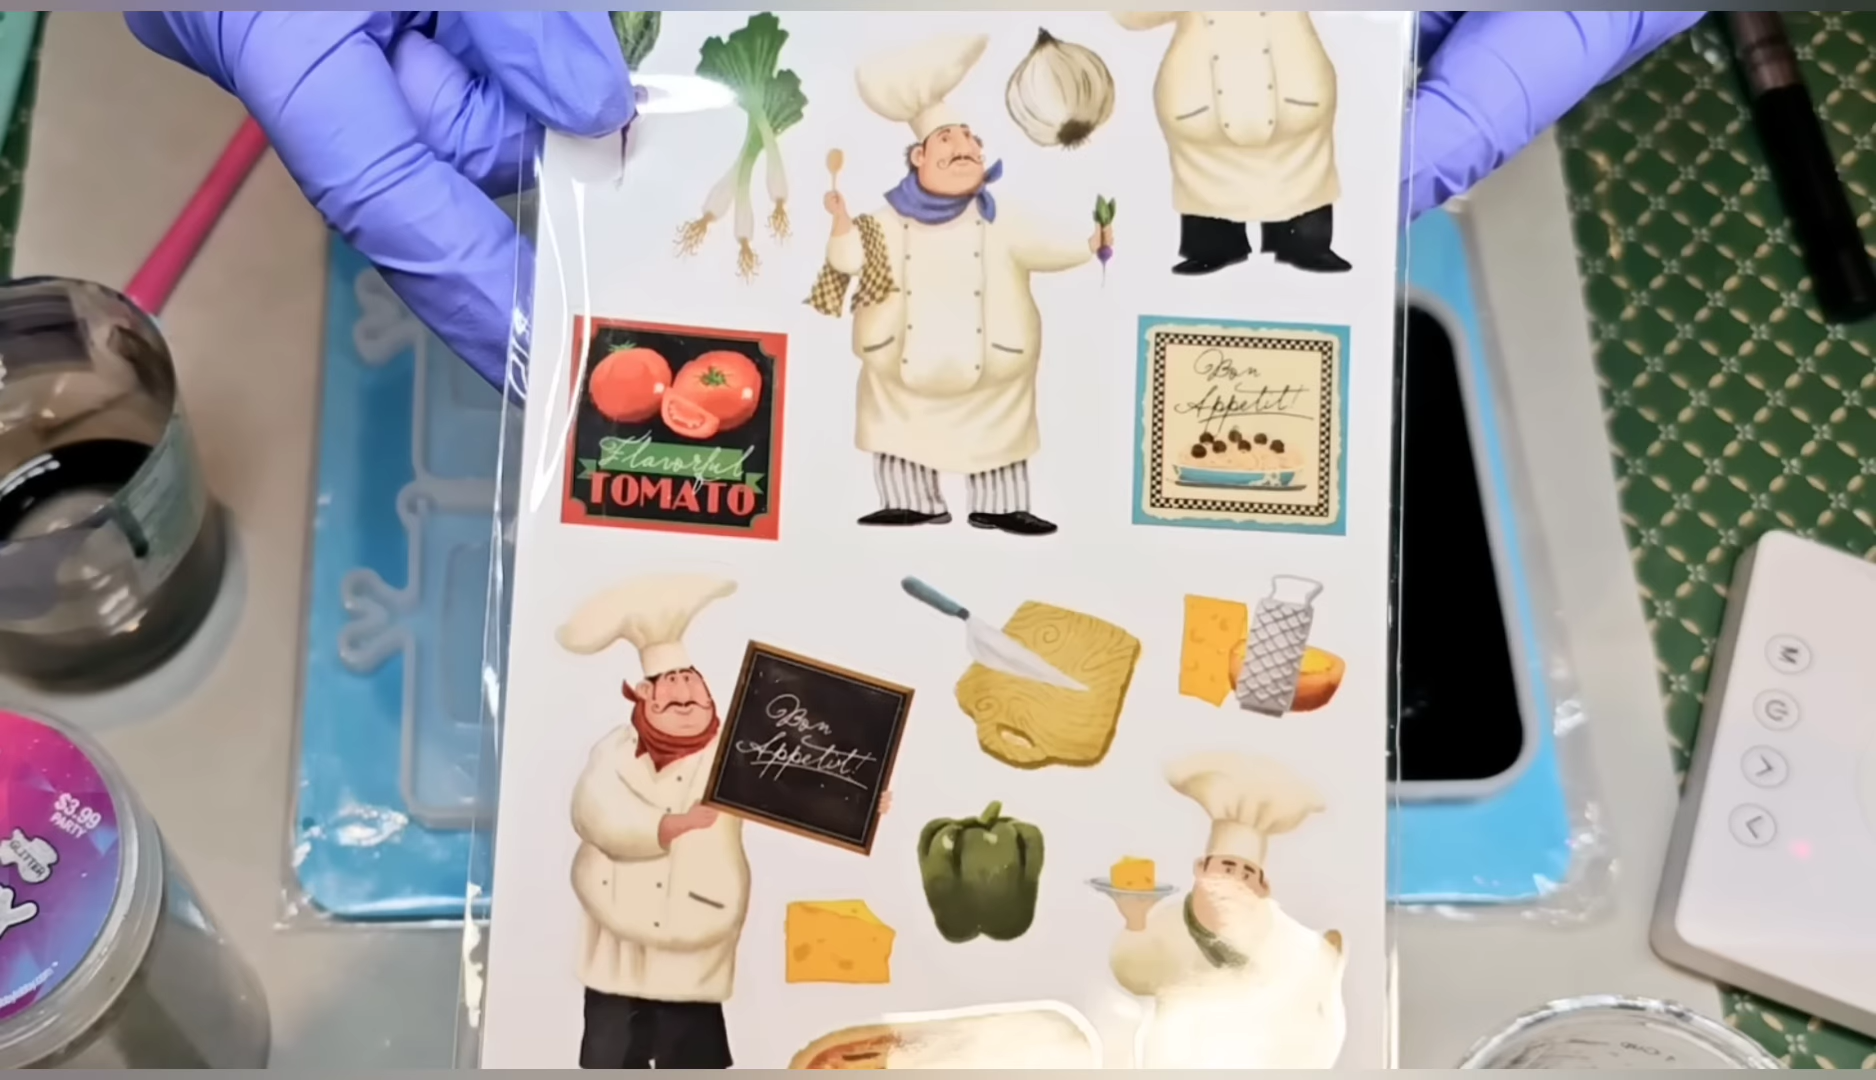 Flavorful
TOMATO
Bon
Appetit!
Bon
Appetit!
M
$3.99
PARTY
GLITTER